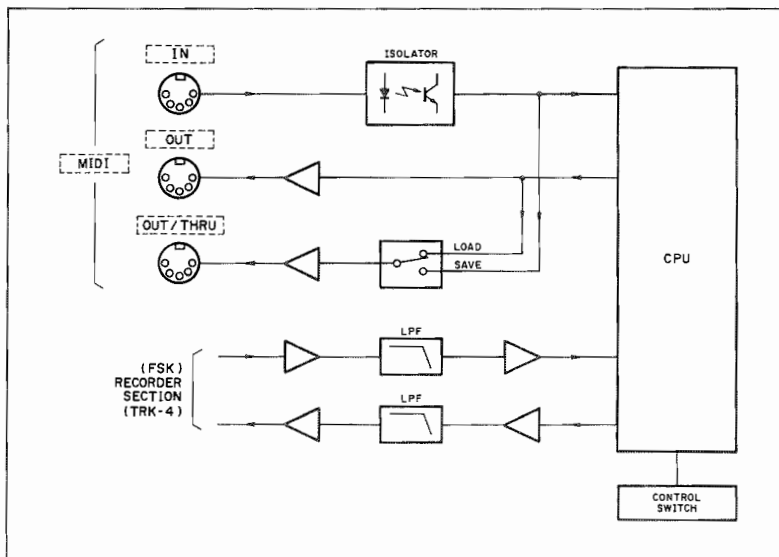 IN
ISOLATOR
OUT
MIDI
OUT/THRU
LOAD
SAVE
CPU
LPF
(FSK)
RECORDER
SECTION
(TRK-4)
LPF
CONTROL
SWITCH